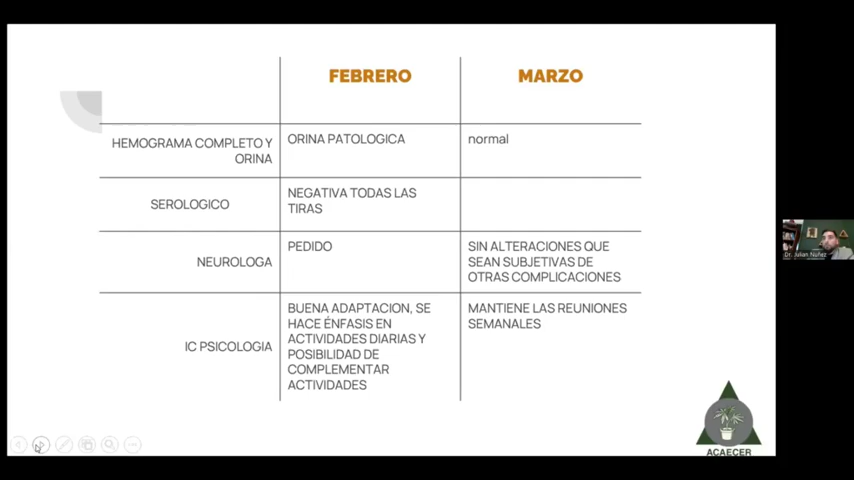 FEBRERO
MARZO
HEMOGRAMA COMPLETO Y
ORINA
ORINA PATOLOGICA
normal
SEROLOGICO
NEGATIVA TODAS LAS
TIRAS
NEUROLOGA
PEDIDO
SIN ALTERACIONES QUE
SEAN SUBJETIVAS DE
OTRAS COMPLICACIONES
IC PSICOLOGIA
BUENA ADAPTACION, SE
HACE ÉNFASIS EN
ACTIVIDADES DIARIAS Y
POSIBILIDAD DE
COMPLEMENTAR
ACTIVIDADES
MANTIENE LAS REUNIONES
SEMANALES
ACAECER
Dr. Julian Nuñez